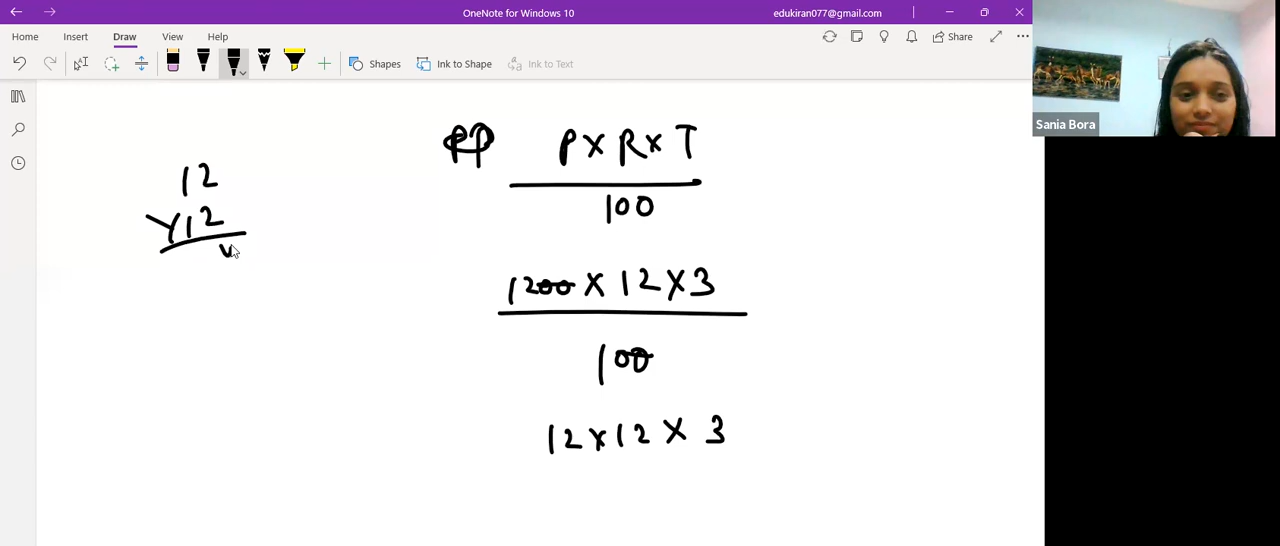 OneNote for Windows 10
edukiran077@gmail.com
Home Insert Draw View Help
Share
Shapes Ink to Shape Ink to Text
Sania Bora
P X R X T
100
12
X12
1200 X 12 X 3
100
12 X 12 X 3